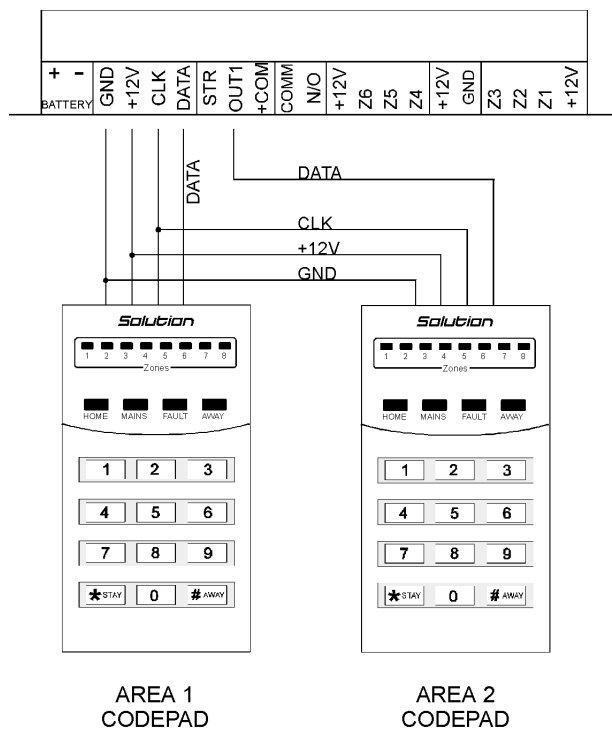 + - GND +12V CLK DATA STR OUT1 +COM COMM N/O +12V Z6 Z5 Z4 +12V GND Z3 Z2 Z1 +12V
BATTERY
DATA
DATA
CLK
+12V
GND
Solution
1 2 3 4 5 6 7 8
Zones
HOME MAINS FAULT AWAY
1 2 3
4 5 6
7 8 9
* STAY 0 # AWAY
AREA 1
CODEPAD
Solution
1 2 3 4 5 6 7 8
Zones
HOME MAINS FAULT AWAY
1 2 3
4 5 6
7 8 9
* STAY 0 # AWAY
AREA 2
CODEPAD